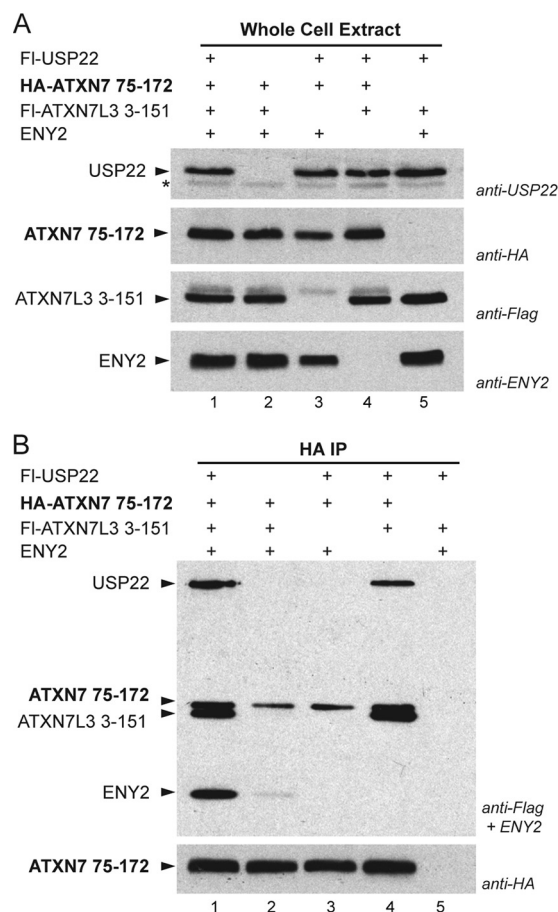 A
Whole Cell Extract
Fl-USP22 + + + +
HA-ATXN7 75-172 + + + +
Fl-ATXN7L3 3-151 + + + +
ENY2 + + + +
USP22
*
anti-USP22
ATXN7 75-172
anti-HA
ATXN7L3 3-151
anti-Flag
ENY2
anti-ENY2
1 2 3 4 5
B
HA IP
Fl-USP22 + + + +
HA-ATXN7 75-172 + + + +
Fl-ATXN7L3 3-151 + + + +
ENY2 + + + +
USP22
ATXN7 75-172
ATXN7L3 3-151
ENY2
anti-Flag
+ ENY2
ATXN7 75-172
anti-HA
1 2 3 4 5